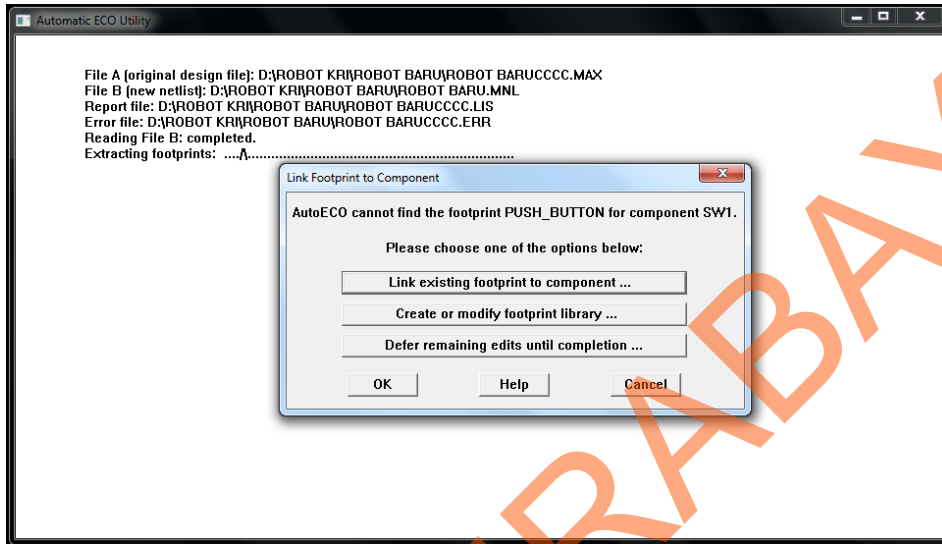 Automatic ECO Utility
File A (original design file): D:\ROBOT KRI\ROBOT BARU\ROBOT BARUCCCC.MAX
File B (new netlist): D:\ROBOT KRI\ROBOT BARU\ROBOT BARU.MNL
Report file: D:\ROBOT KRI\ROBOT BARU\ROBOT BARUCCCC.LIS
Error file: D:\ROBOT KRI\ROBOT BARU\ROBOT BARUCCCC.ERR
Reading File B: completed.
Extracting footprints: ..../\.................................................................
Link Footprint to Component
AutoECO cannot find the footprint PUSH_BUTTON for component SW1.
Please choose one of the options below:
Link existing footprint to component ...
Create or modify footprint library ...
Defer remaining edits until completion ...
OK Help Cancel
RABAY